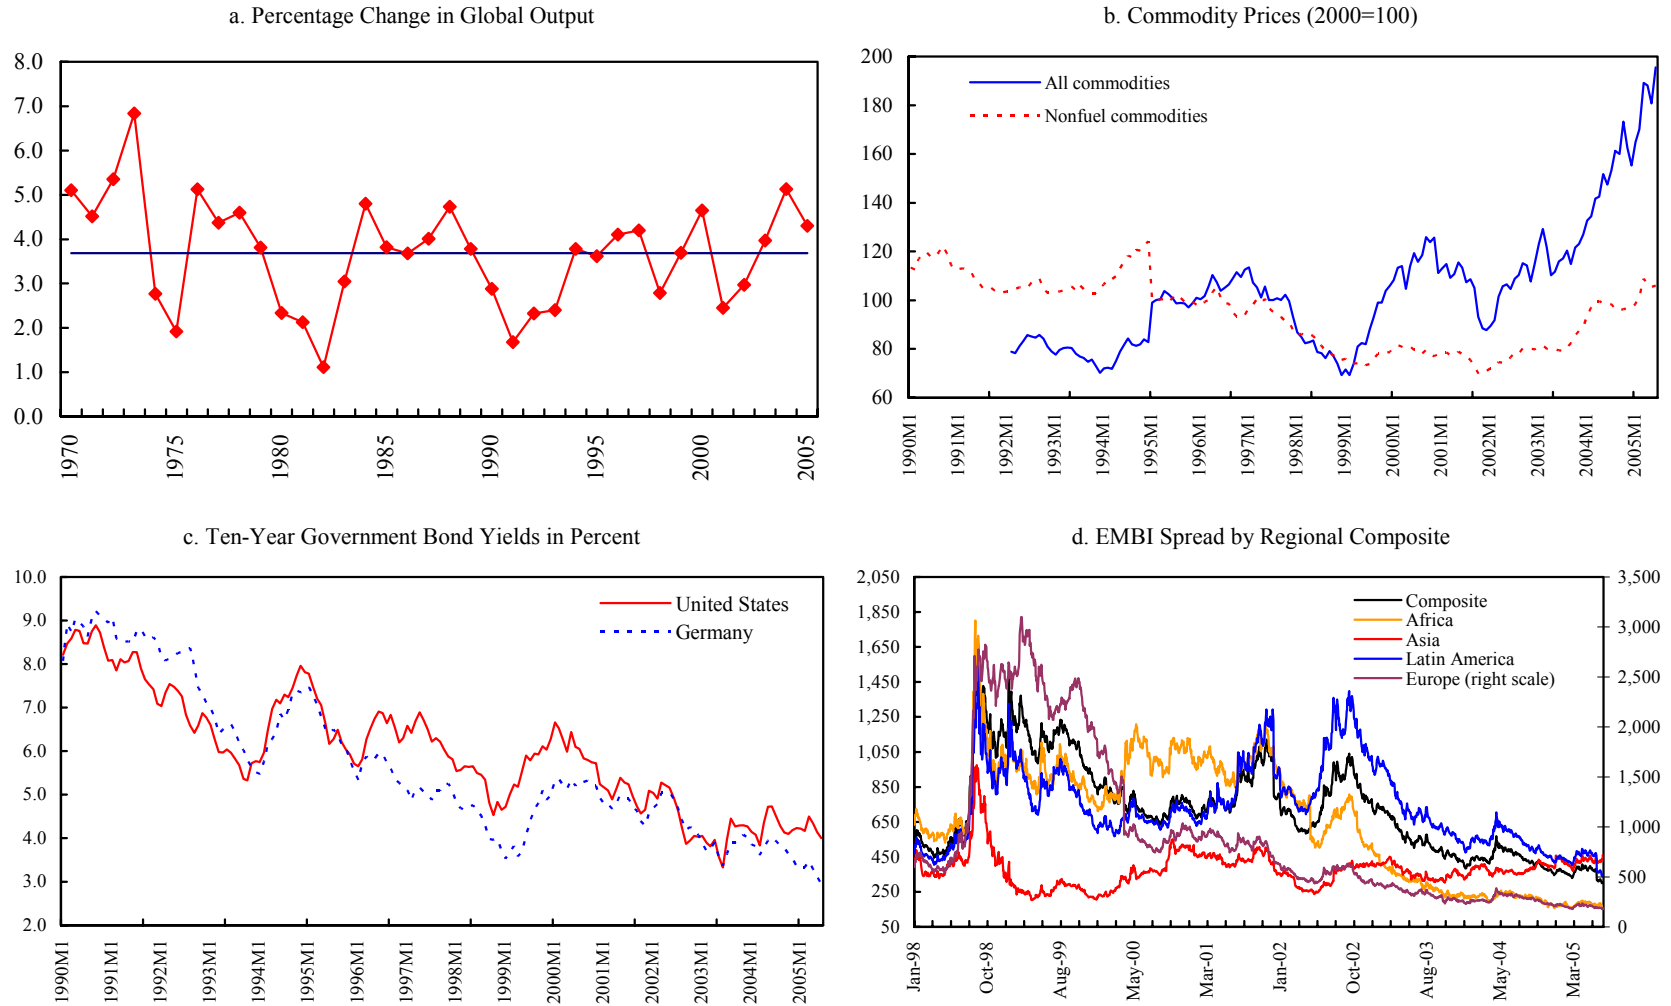 a. Percentage Change in Global Output
8.0
7.0
6.0
5.0
4.0
3.0
2.0
1.0
0.0
1970
1975
1980
1985
1990
1995
2000
2005
b. Commodity Prices (2000=100)
200
180
160
140
120
100
80
60
All commodities
Nonfuel commodities
1990M1
1991M1
1992M1
1993M1
1994M1
1995M1
1996M1
1997M1
1998M1
1999M1
2000M1
2001M1
2002M1
2003M1
2004M1
2005M1
c. Ten-Year Government Bond Yields in Percent
10.0
9.0
8.0
7.0
6.0
5.0
4.0
3.0
2.0
United States
Germany
1990M1
1991M1
1992M1
1993M1
1994M1
1995M1
1996M1
1997M1
1998M1
1999M1
2000M1
2001M1
2002M1
2003M1
2004M1
2005M1
d. EMBI Spread by Regional Composite
2,050
1,850
1,650
1,450
1,250
1,050
850
650
450
250
50
Composite
Africa
Asia
Latin America
Europe (right scale)
3,500
3,000
2,500
2,000
1,500
1,000
500
0
Jan-98
Oct-98
Aug-99
May-00
Mar-01
Jan-02
Oct-02
Aug-03
May-04
Mar-05